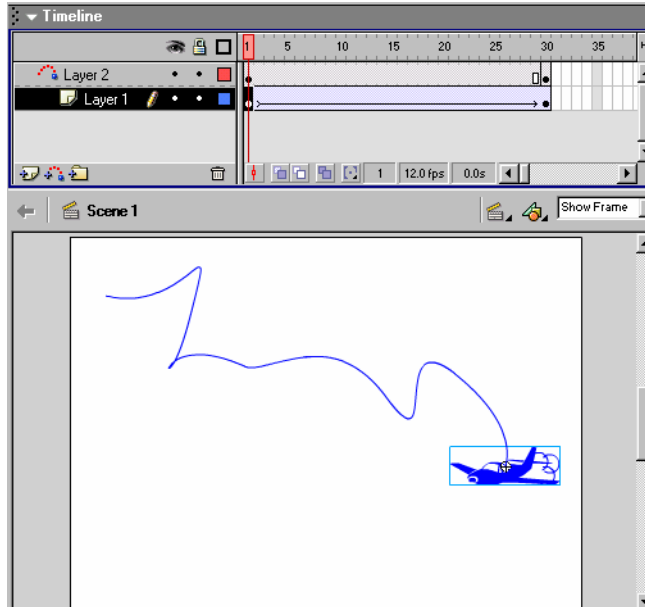 Timeline
1 5 10 15 20 25 30 35
Layer 2
Layer 1
1 12.0 fps 0.0s
Scene 1 Show Frame